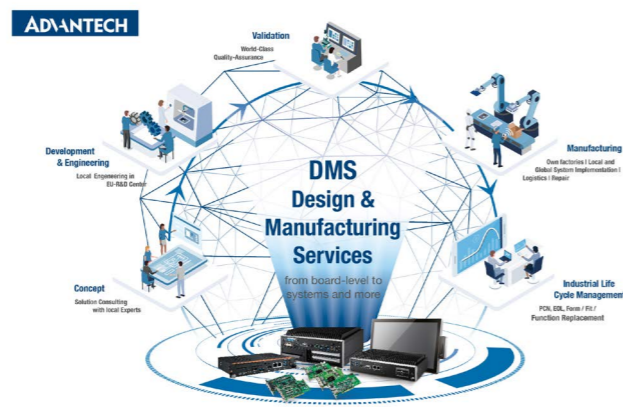 ADVANTECH
Validation
World-Class
Quality-Assurance
Development
& Engineering
Local Engeneering in
EU-R&D Center
Manufacturing
Own factories I Local and
Global System Implementation I
Logistics I Repair
DMS
Design &
Manufacturing
Services
from board-level to
systems and more
Concept
Solution Consulting
with local Experts
Industrial Life
Cycle Management
PCN, EOL, Form / Fit /
Function Replacement